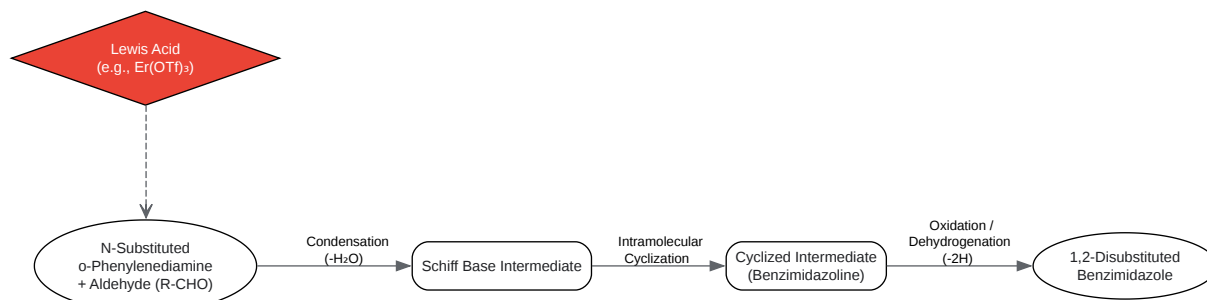 Lewis Acid
(e.g., Er(OTf)₃)
N-Substituted
o-Phenylenediamine
+ Aldehyde (R-CHO)
Condensation
(-H₂O)
Schiff Base Intermediate
Intramolecular
Cyclization
Cyclized Intermediate
(Benzimidazoline)
Oxidation /
Dehydrogenation
(-2H)
1,2-Disubstituted
Benzimidazole